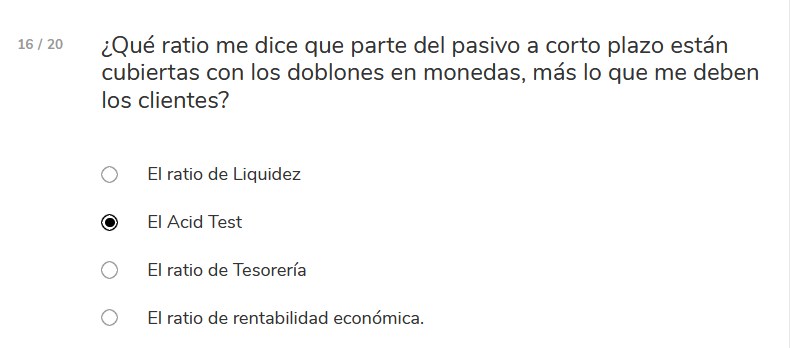 16 / 20
¿Qué ratio me dice que parte del pasivo a corto plazo están
cubiertas con los doblones en monedas, más lo que me deben
los clientes?
El ratio de Liquidez
El Acid Test
El ratio de Tesorería
El ratio de rentabilidad económica.